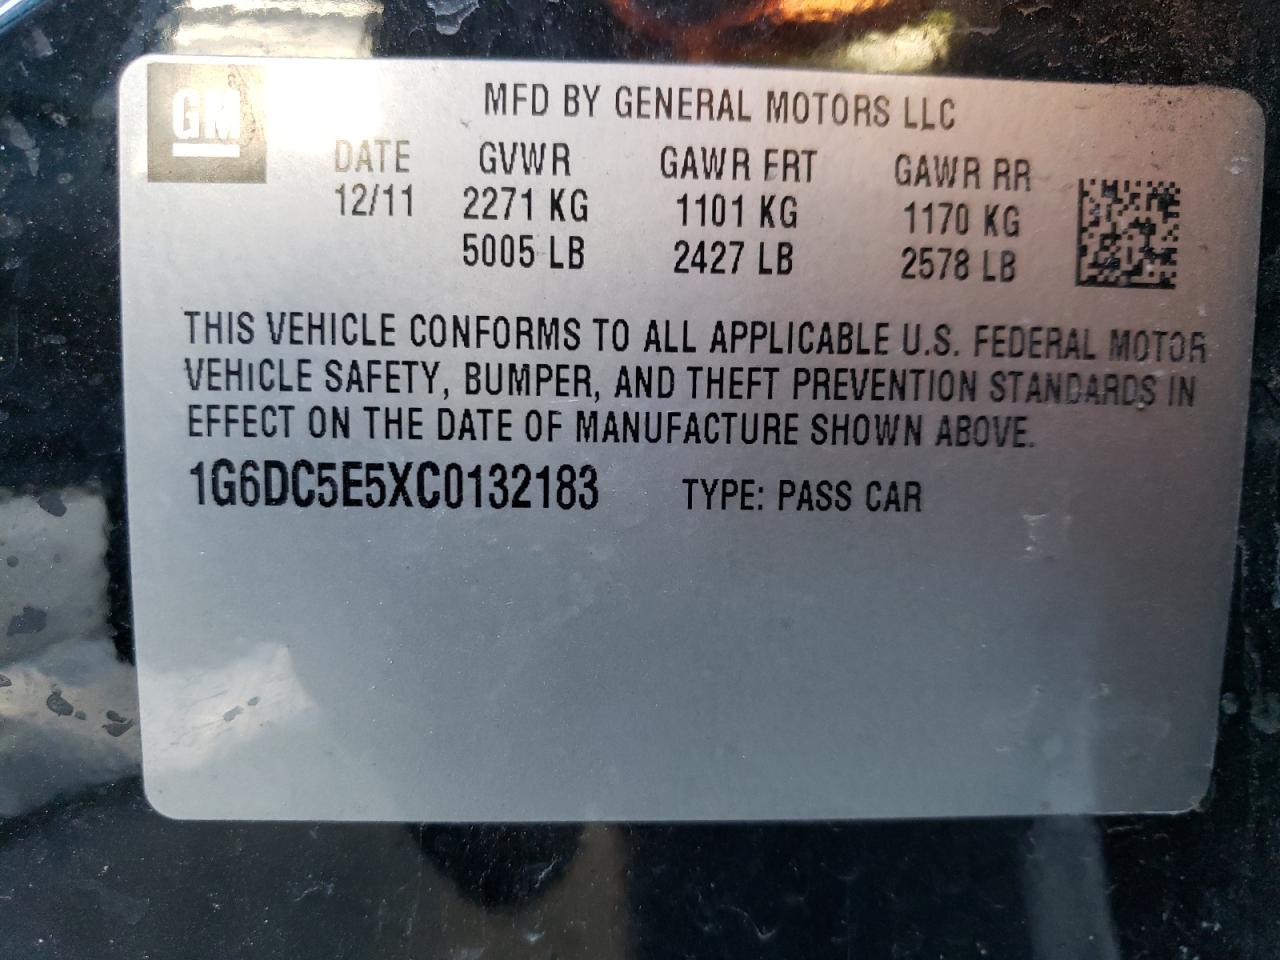 GM
MFD BY GENERAL MOTORS LLC
DATE GVWR GAWR FRT GAWR RR
12/11 2271 KG 1101 KG 1170 KG
5005 LB 2427 LB 2578 LB
THIS VEHICLE CONFORMS TO ALL APPLICABLE U.S. FEDERAL MOTOR
VEHICLE SAFETY, BUMPER, AND THEFT PREVENTION STANDARDS IN
EFFECT ON THE DATE OF MANUFACTURE SHOWN ABOVE.
1G6DC5E5XC0132183 TYPE: PASS CAR